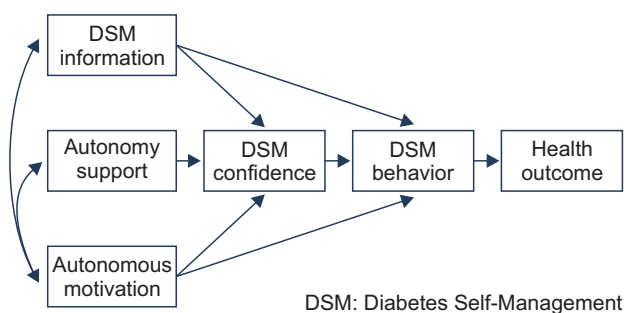 DSM
information
Autonomy
support
DSM
confidence
DSM
behavior
Health
outcome
Autonomous
motivation
DSM: Diabetes Self-Management